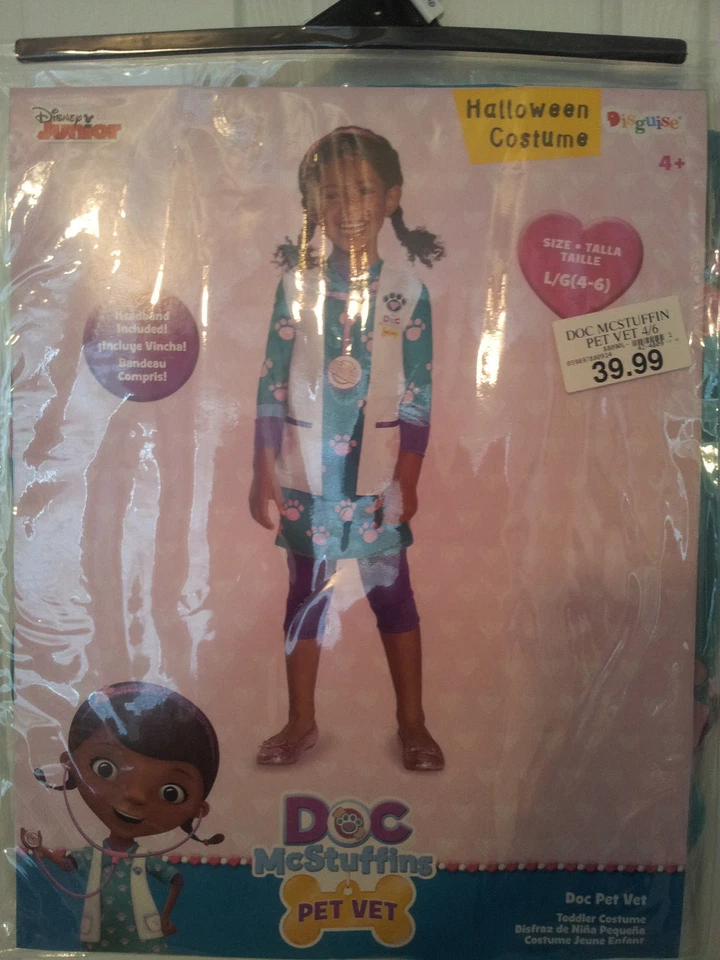 Disney
Junior
Halloween
Costume
Disguise
4+
SIZE • TALLA
TAILLE
L/G(4-6)
DOC MCSTUFFIN
PET VET 4/6
39.99
Headband
Included!
¡Incluye Vincha!
Bandeau
Compris!
DOC
DOC
McStuffins
PET VET
Doc Pet Vet
Toddler Costume
Disfraz de Niña Pequeña
Costume Jeune Enfant